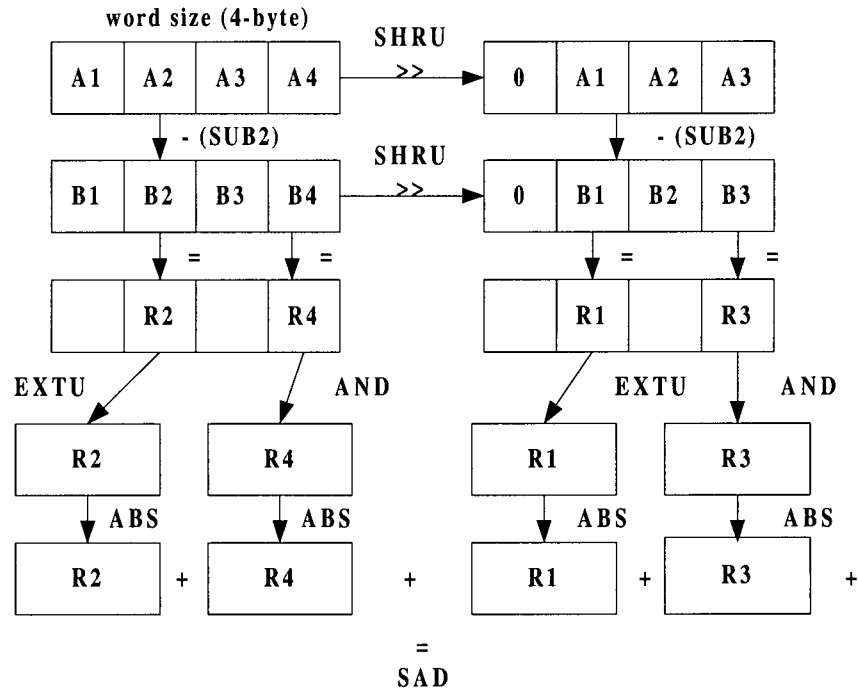 word size (4-byte)
SHRU
A1 A2 A3 A4 >> 0 A1 A2 A3
- (SUB2) SHRU - (SUB2)
B1 B2 B3 B4 >> 0 B1 B2 B3
= = = =
R2 R4 R1 R3
EXTU AND EXTU AND
R2 R4 R1 R3
ABS ABS ABS ABS
R2 + R4 + R1 + R3 +
=
SAD